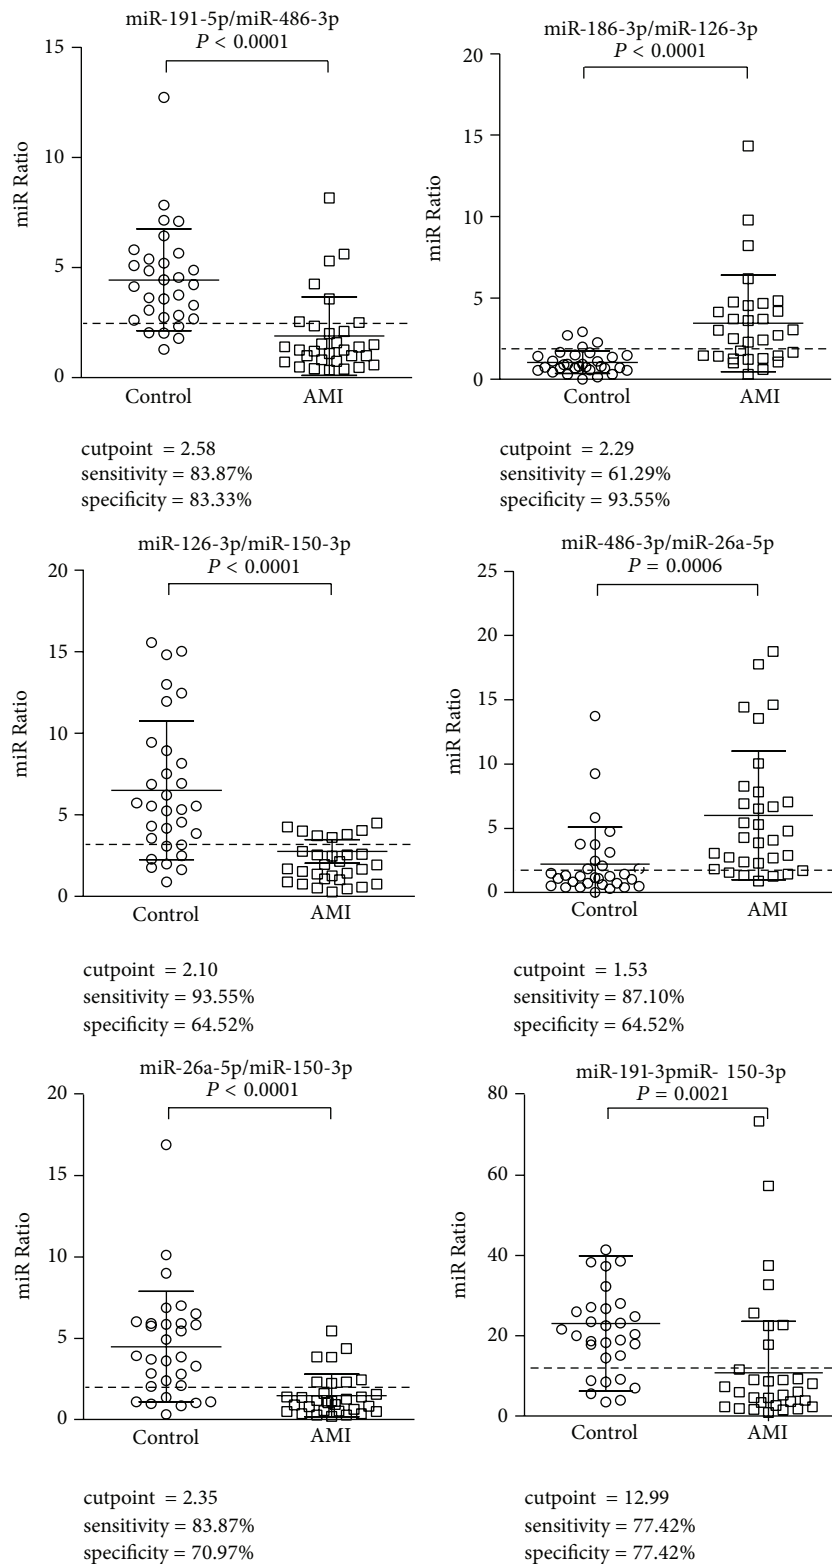 miR-191-5p/miR-486-3p
P < 0.0001
15
10
5
0
miR Ratio
Control
AMI
cutpoint = 2.58
sensitivity = 83.87%
specificity = 83.33%
miR-186-3p/miR-126-3p
P < 0.0001
20
15
10
5
0
miR Ratio
Control
AMI
cutpoint = 2.29
sensitivity = 61.29%
specificity = 93.55%
miR-126-3p/miR-150-3p
P < 0.0001
20
15
10
5
0
miR Ratio
Control
AMI
cutpoint = 2.10
sensitivity = 93.55%
specificity = 64.52%
miR-486-3p/miR-26a-5p
P = 0.0006
25
20
15
10
5
0
miR Ratio
Control
AMI
cutpoint = 1.53
sensitivity = 87.10%
specificity = 64.52%
miR-26a-5p/miR-150-3p
P < 0.0001
20
15
10
5
0
miR Ratio
Control
AMI
cutpoint = 2.35
sensitivity = 83.87%
specificity = 70.97%
miR-191-3pmiR- 150-3p
P = 0.0021
80
60
40
20
0
miR Ratio
Control
AMI
cutpoint = 12.99
sensitivity = 77.42%
specificity = 77.42%